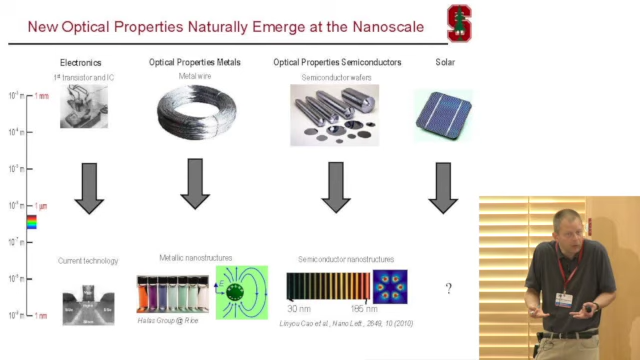 New Optical Properties Naturally Emerge at the Nanoscale
Electronics
Optical Properties Metals
Optical Properties Semiconductors
Solar
1st transistor and IC
Metal wire
Semiconductor wafers
1 mm
1 μm
Current technology
Metallic nanostructures
Semiconductor nanostructures
?
30 nm
185 nm
Halas Group @ Rice
Linyou Cao et al., Nano Lett., 2649, 10 (2010)
1 nm